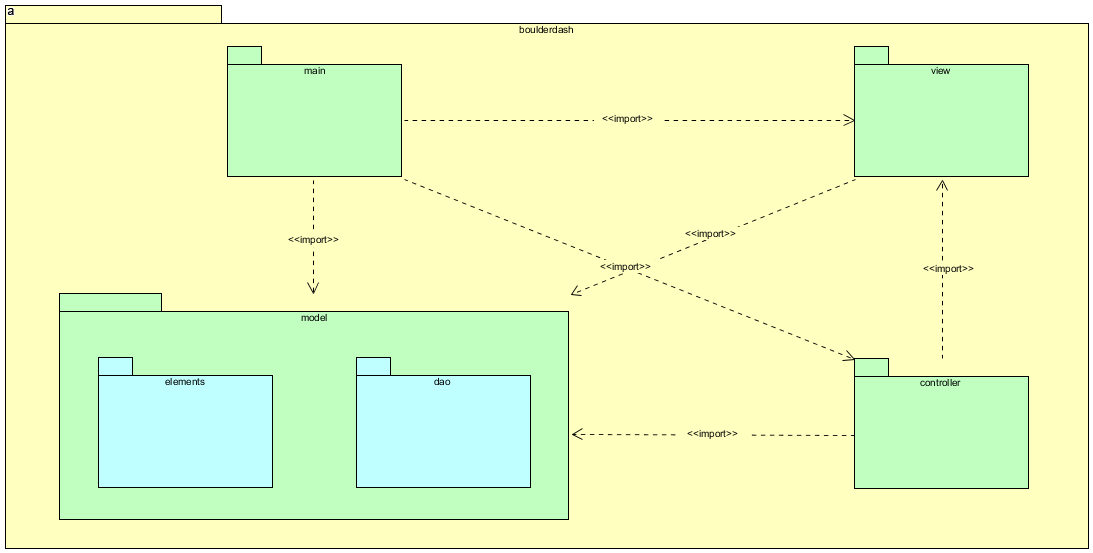 a
boulderdash
main
view
<<import>>
<<import>>
<<import>>
<<import>>
<<import>>
model
elements
dao
controller
<<import>>